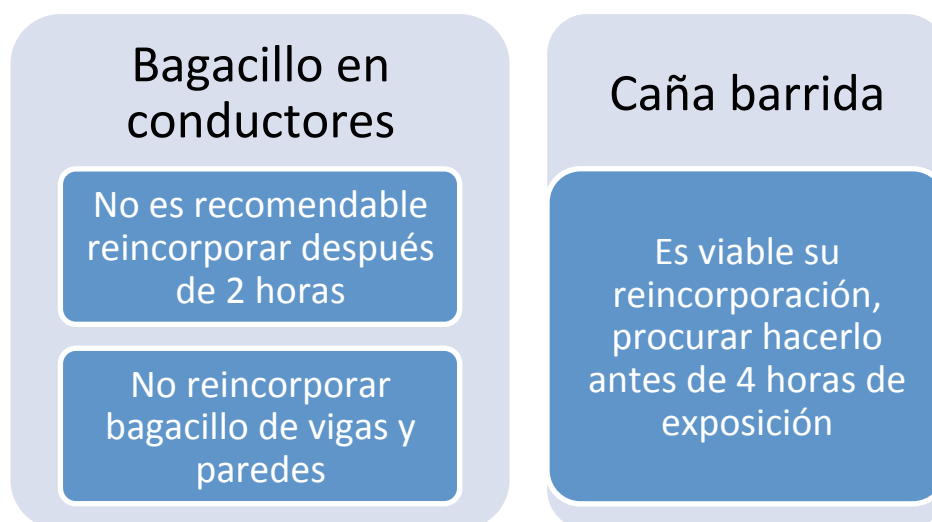 Bagacillo en
conductores
No es recomendable
reincorporar después
de 2 horas
No reincorporar
bagacillo de vigas y
paredes
Caña barrida
Es viable su
reincorporación,
procurar hacerlo
antes de 4 horas de
exposición